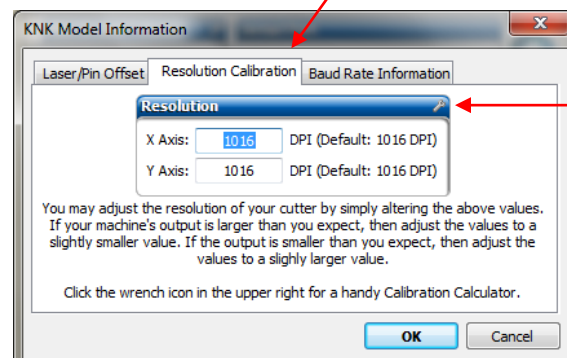 KNK Model Information
Laser/Pin Offset Resolution Calibration Baud Rate Information
Resolution
X Axis: 1016 DPI (Default: 1016 DPI)
Y Axis: 1016 DPI (Default: 1016 DPI)
You may adjust the resolution of your cutter by simply altering the above values.
If your machine's output is larger than you expect, then adjust the values to a
slightly smaller value. If the output is smaller than you expect, then adjust the
values to a slighly larger value.
Click the wrench icon in the upper right for a handy Calibration Calculator.
OK Cancel